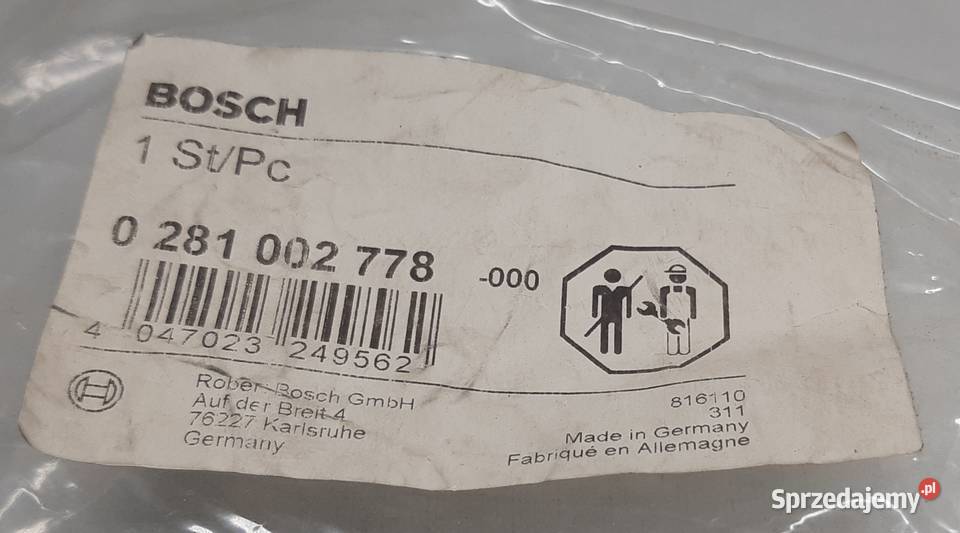 BOSCH
1 St/Pc
0 281 002 778
-000
4 047023 249562
Rober Bosch GmbH
Auf der Breit 4
76227 Karlsruhe
Germany
816110
311
Made in Germany
Fabriqué en Allemagne
Sprzedajemy.pl